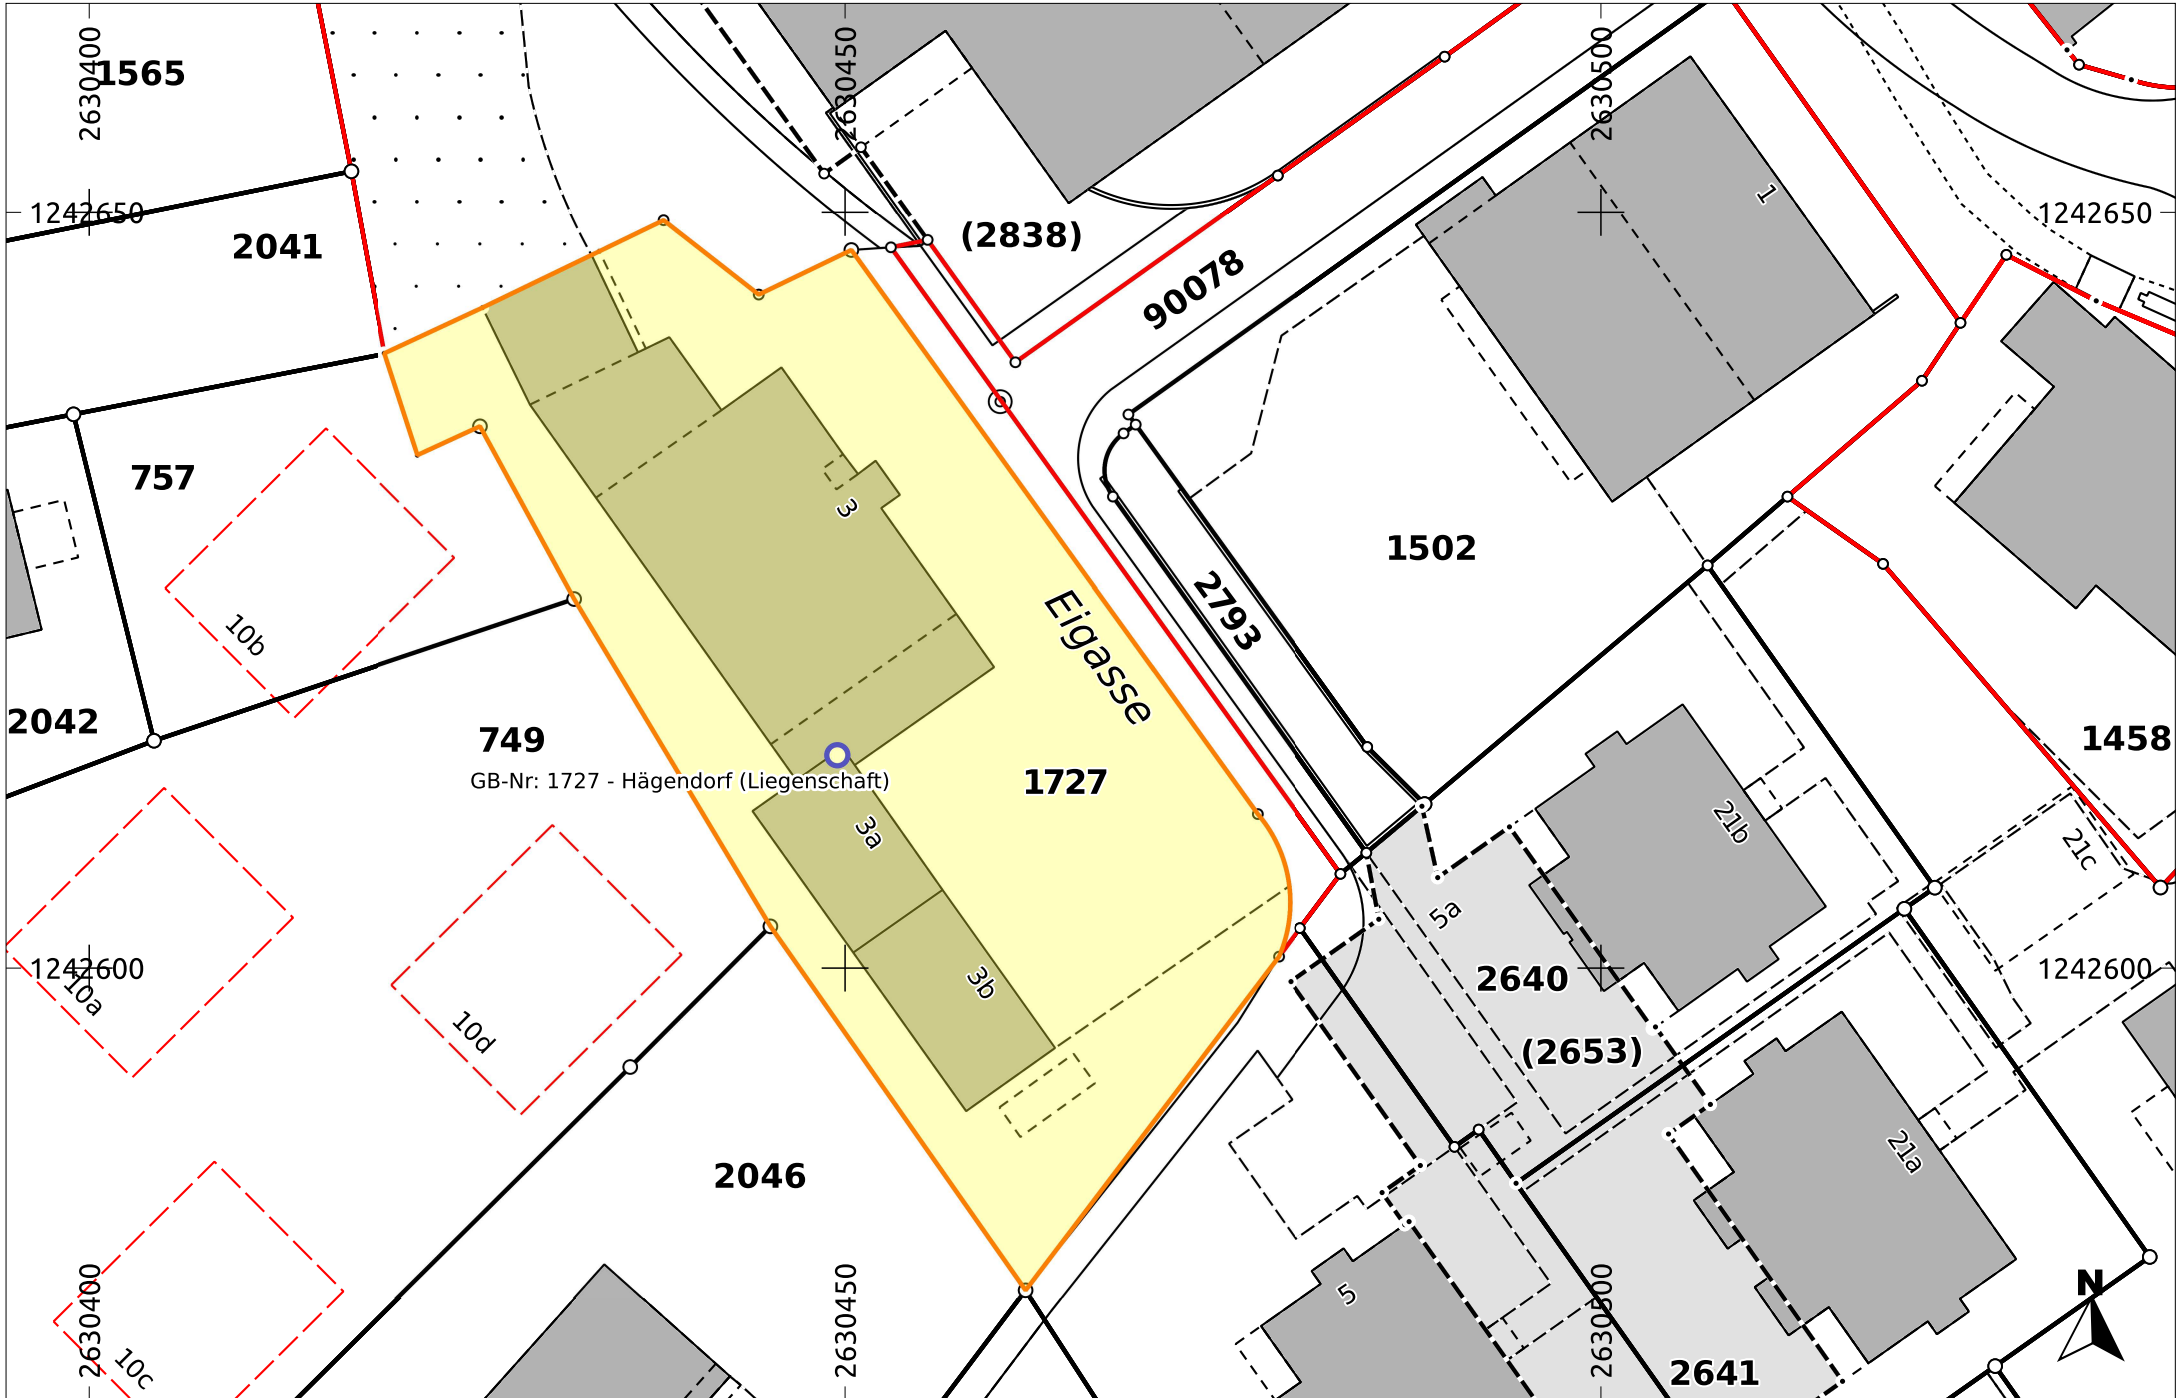 2630400
2630450
2630500
1565
1242650
1242650
2041
(2838)
90078
1
757
3
1502
10b
2793
Eigasse
2042
749
1458
GB-Nr: 1727 - Hägendorf (Liegenschaft)
1727
3a
21b
21c
5a
1242600
1242600
10a
3b
2640
10d
(2653)
21a
2046
N
5
2630400
2630450
2630500
10c
2641